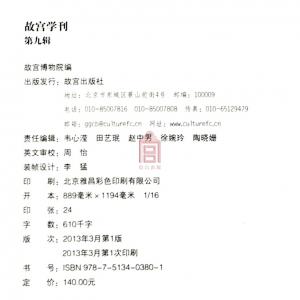 故宫学刊
第九辑
故宫博物院编
出版发行：故宫出版社
地址：北京市东城区景山前街4号 邮编：100009
电话：010-85007816 010-85007808 传真：010-65129479
邮箱：ggcb@culturefc.cn 网址：www.culturefc.cn
责任编辑：韦心滢 田艺珉 赵中男 徐婉玲 陶晓姗
英文审校：周 怡
装帧设计：李 猛
印 刷：北京雅昌彩色印刷有限公司
开 本：889毫米×1194毫米 1/16
印 张：24
字 数：610千字
版 次：2013年3月第1版
2013年3月第1次印刷
书 号：ISBN 978-7-5134-0380-1
定 价：140.00元